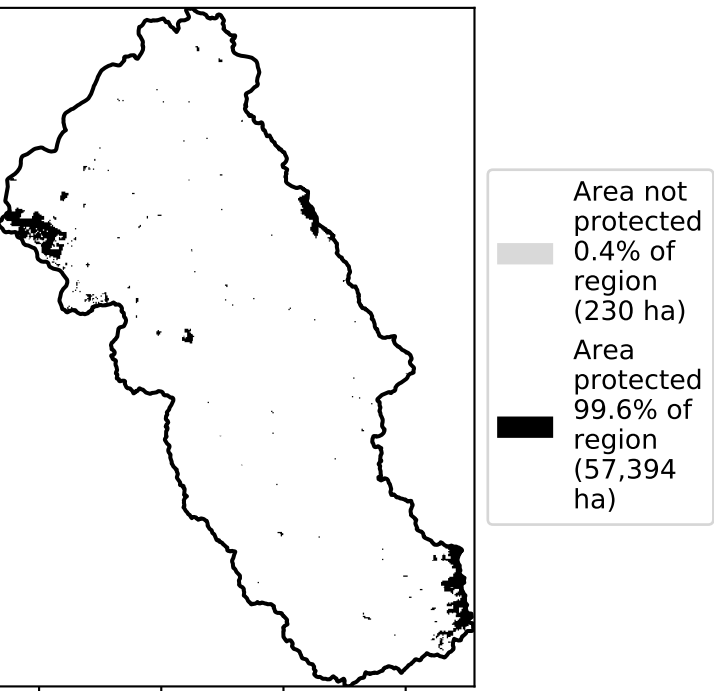 Area not
protected
0.4% of
region
(230 ha)
Area
protected
99.6% of
region
(57,394
ha)